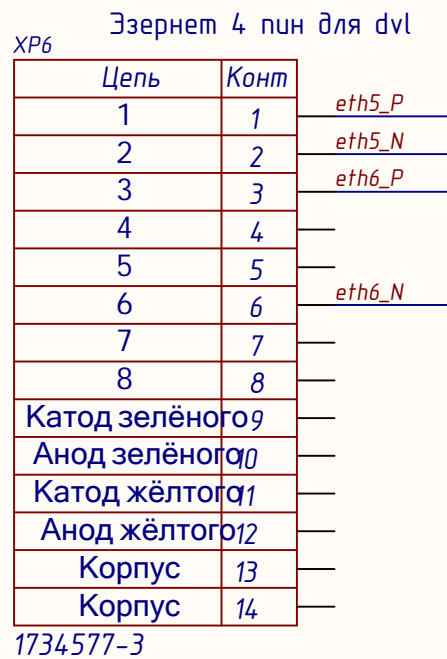 Эзернет 4 пин для dvl
XP6
Цепь Конт
1 1 eth5_P
2 2 eth5_N
3 3 eth6_P
4 4
5 5
6 6 eth6_N
7 7
8 8
Катод зелёного 9
Анод зелёного 10
Катод жёлтого 11
Анод жёлтого 12
Корпус 13
Корпус 14
1734577-3